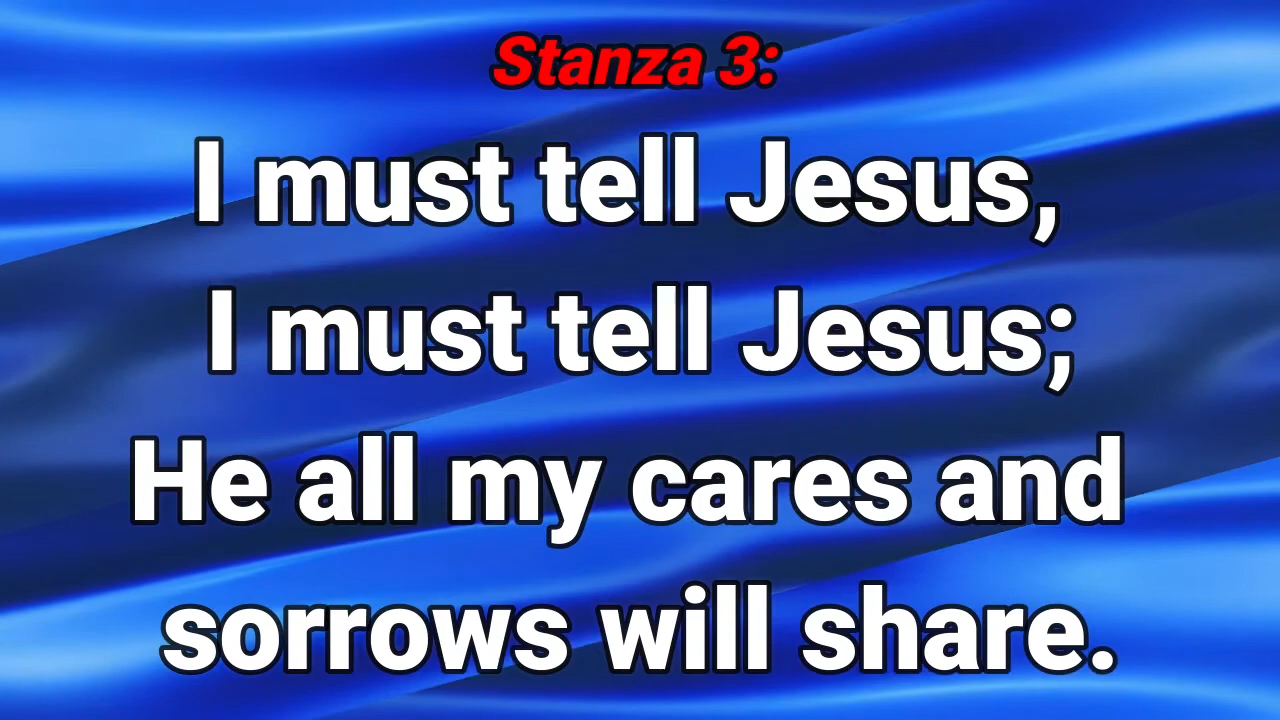 Stanza 3:
I must tell Jesus,
I must tell Jesus;
He all my cares and
sorrows will share.